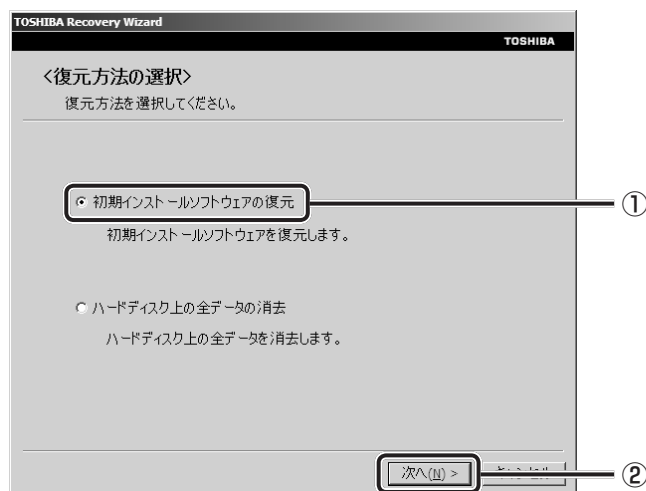 TOSHIBA Recovery Wizard
TOSHIBA
<復元方法の選択>
復元方法を選択してください。
初期インストールソフトウェアの復元
①
初期インストールソフトウェアを復元します。
ハードディスク上の全データの消去
ハードディスク上の全データを消去します。
次へ(N) >
②